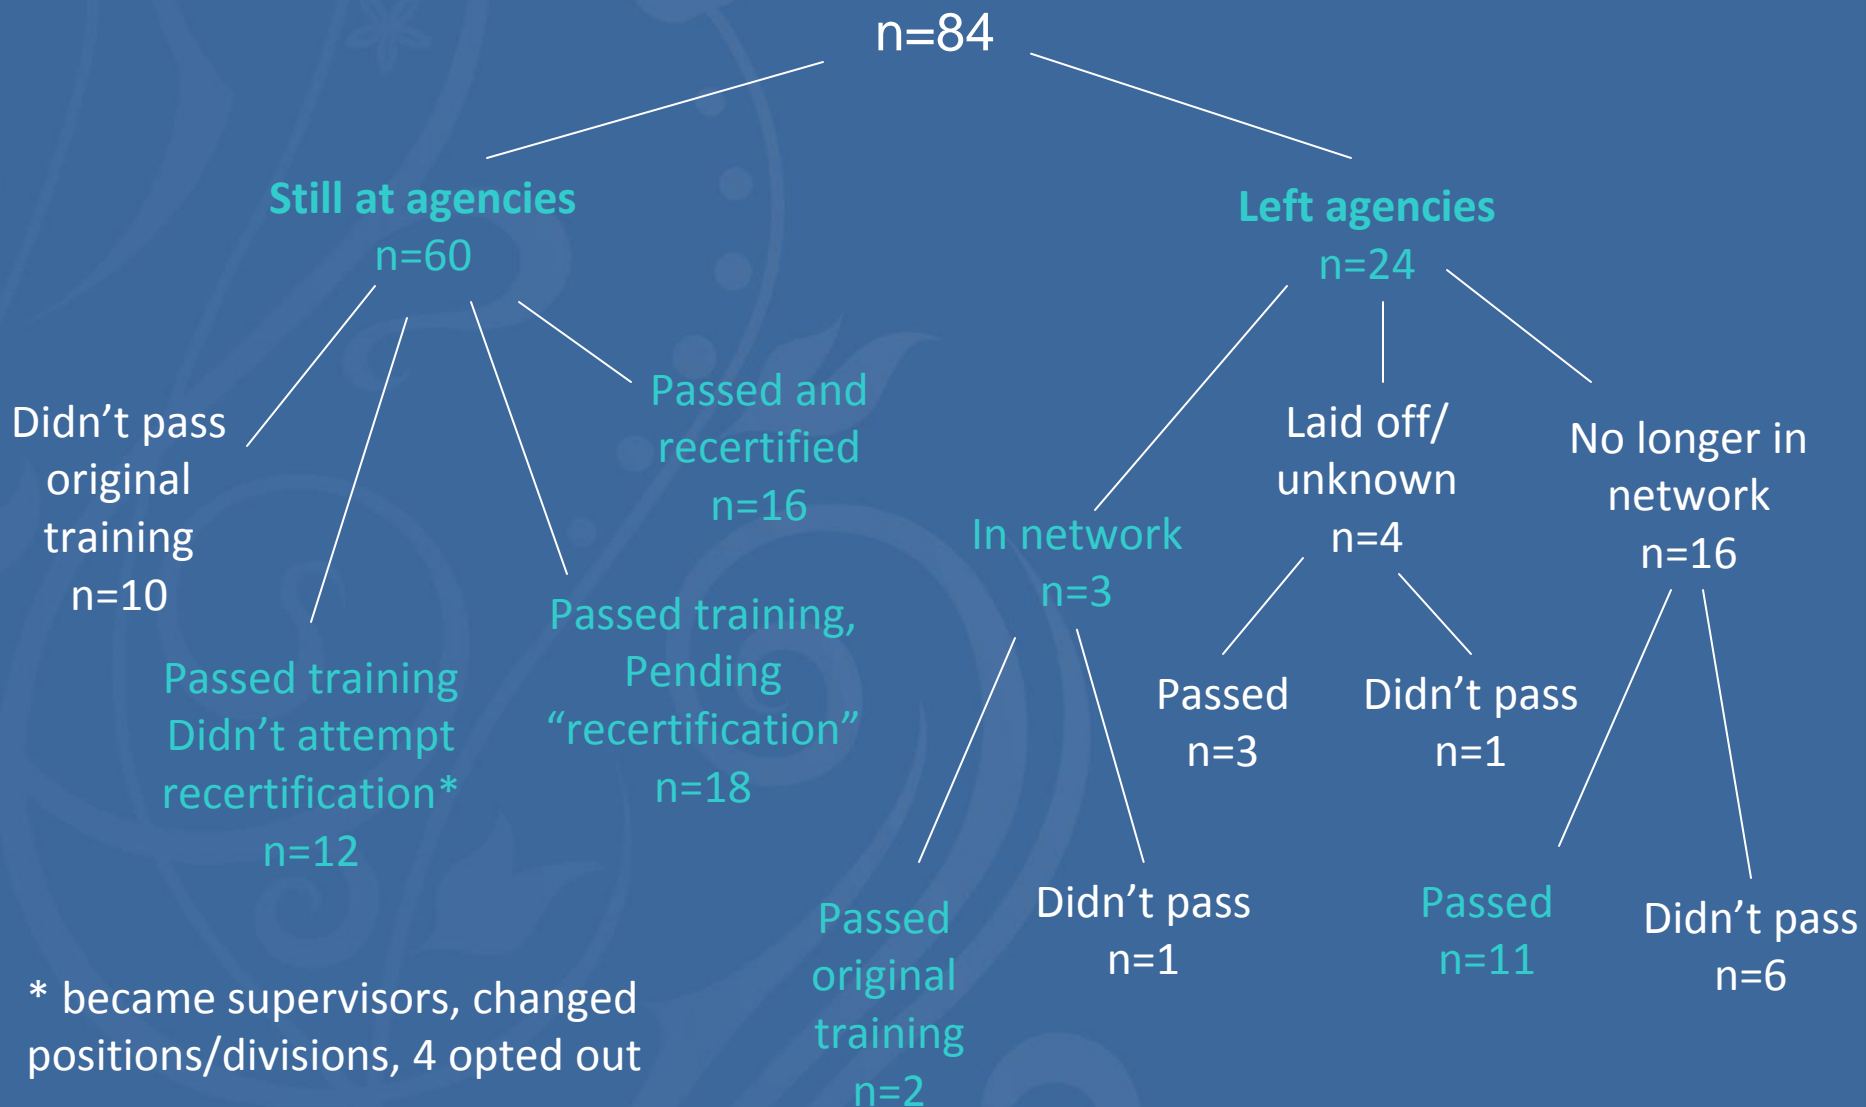 n=84
Still at agencies
n=60
Left agencies
n=24
Didn’t pass
original
training
n=10
Passed training
Didn’t attempt
recertification*
n=12
Passed training,
Pending
“recertification”
n=18
Passed and
recertified
n=16
In network
n=3
Laid off/
unknown
n=4
No longer in
network
n=16
Passed
original
training
n=2
Didn’t pass
n=1
Passed
n=3
Didn’t pass
n=1
Passed
n=11
Didn’t pass
n=6
* became supervisors, changed
positions/divisions, 4 opted out